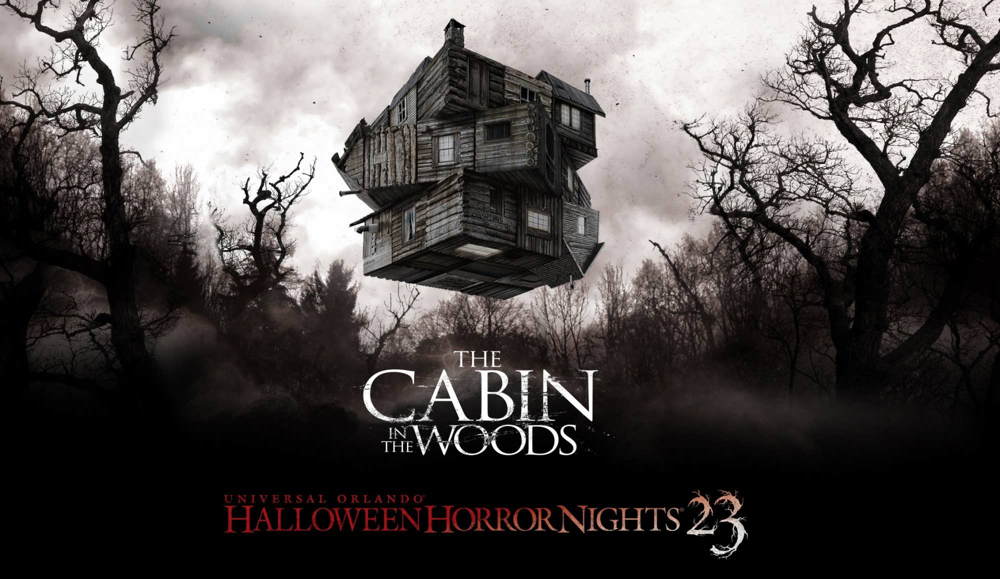 THE
CABIN
IN THE WOODS
UNIVERSAL ORLANDO®
HALLOWEEN HORROR NIGHTS® 23